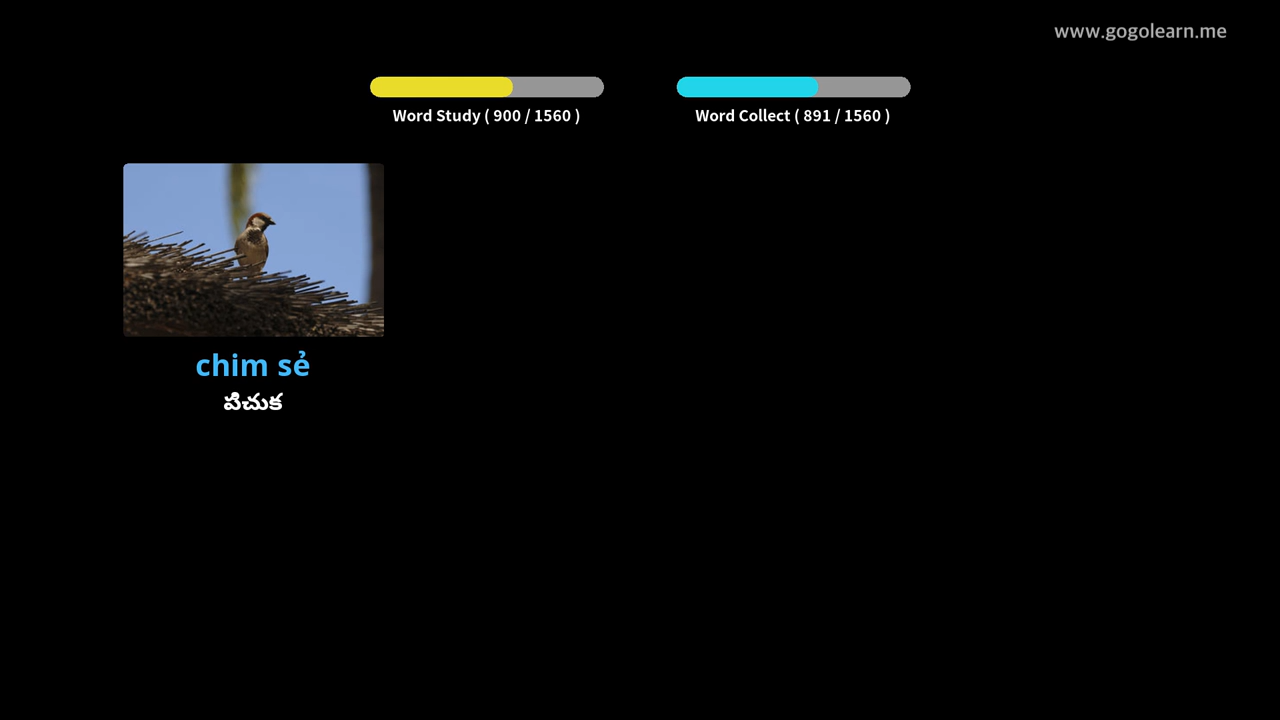 www.gogolearn.me
Word Study ( 900 / 1560 )
Word Collect ( 891 / 1560 )
chim sẻ
పిచుక